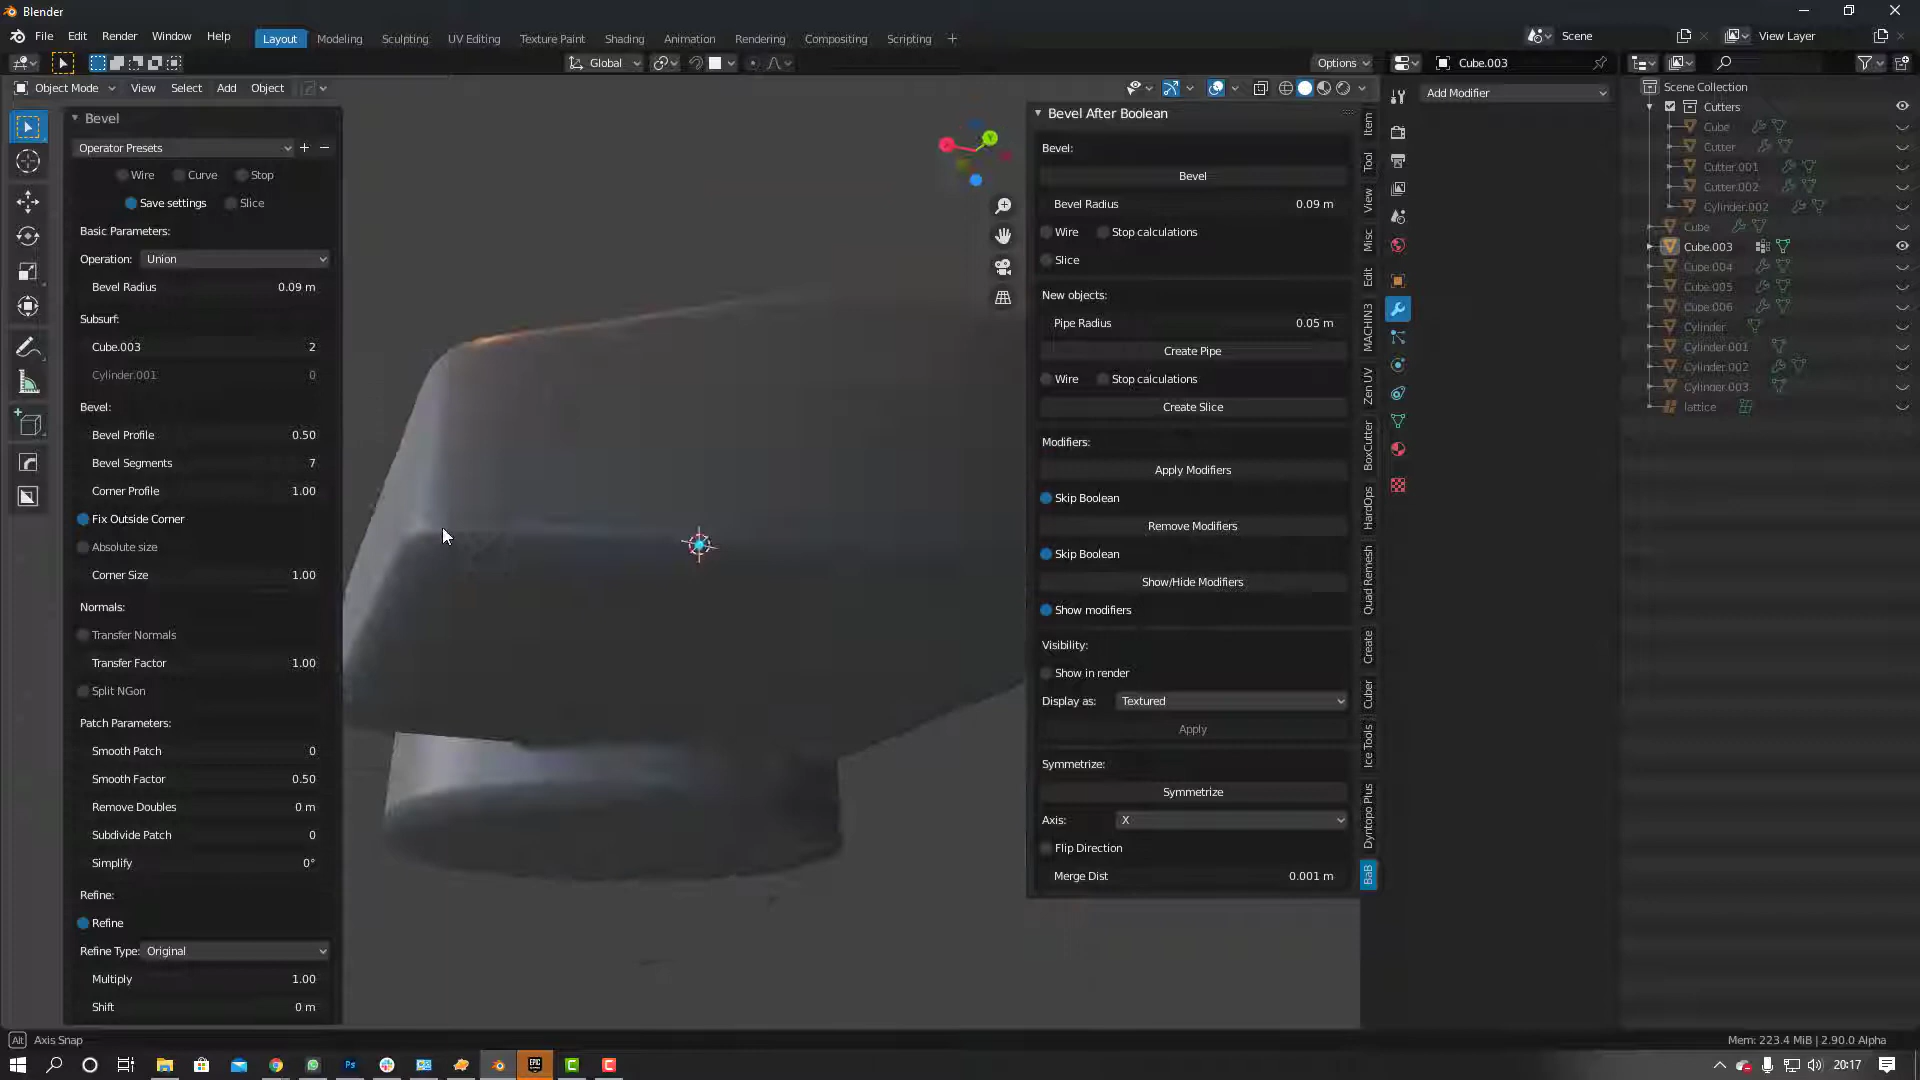 Blender
File Edit Render Window Help
Layout Modeling Sculpting UV Editing Texture Paint Shading Animation Rendering Compositing Scripting
Scene
View Layer
Global
Options
Cube.003
Object Mode View Select Add Object
Add Modifier
Bevel
Operator Presets
Wire Curve Stop
Save settings Slice
Basic Parameters:
Operation: Union
Bevel Radius 0.09 m
Subsurf:
Cube.003 2
Cylinder.001 0
Bevel:
Bevel Profile 0.50
Bevel Segments 7
Corner Profile 1.00
Fix Outside Corner
Absolute size
Corner Size 1.00
Normals:
Transfer Normals
Transfer Factor 1.00
Split NGon
Patch Parameters:
Smooth Patch 0
Smooth Factor 0.50
Remove Doubles 0 m
Subdivide Patch 0
Simplify 0°
Refine:
Refine
Refine Type: Original
Multiply 1.00
Shift 0 m
Bevel After Boolean
Bevel:
Bevel
Bevel Radius 0.09 m
Wire Stop calculations
Slice
New objects:
Pipe Radius 0.05 m
Create Pipe
Wire Stop calculations
Create Slice
Modifiers:
Apply Modifiers
Skip Boolean
Remove Modifiers
Skip Boolean
Show/Hide Modifiers
Show modifiers
Visibility:
Show in render
Display as: Textured
Apply
Symmetrize:
Symmetrize
Axis: X
Flip Direction
Merge Dist 0.001 m
Item
Tool
View
Misc
Edit
MACHIN3
Zen UV
BoxCutter
HardOps
Quad Remesh
Create
Cuber
Ice Tools
Dyntopo Plus
BaB
Scene Collection
Cutters
Cube
Cutter
Cutter.001
Cutter.002
Cylinder.002
Cube
Cube.003
Cube.004
Cube.005
Cube.006
Cylinder
Cylinder.001
Cylinder.002
Cylinder.003
lattice
Alt Axis Snap
Mem: 223.4 MiB | 2.90.0 Alpha
Ps
EPIC
C
C
20:17